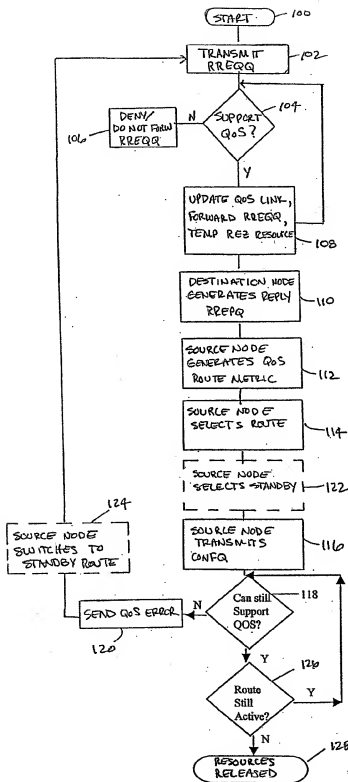 START
100
TRANSMIT
RREQQ
102
SUPPORT
QoS?
104
N
DENY/
DO NOT FORW
RREQQ
106
Y
UPDATE QOS LINK,
FORWARD RREQQ,
TEMP REZ RESOURCE
108
DESTINATION NODE
GENERATES REPLY
RREPQ
110
SOURCE NODE
GENERATES QOS
ROUTE METRIC
112
SOURCE NODE
SELECTS ROUTE
114
SOURCE NODE
SELECTS STANDBY
122
SOURCE NODE
TRANSMITS
CONFQ
116
124
SOURCE NODE
SWITCHES TO
STANDBY ROUTE
Can still
Support
QOS?
118
N
SEND QOS ERROR
120
Y
126
Route
Still
Active?
Y
N
RESOURCES
RELEASED
128